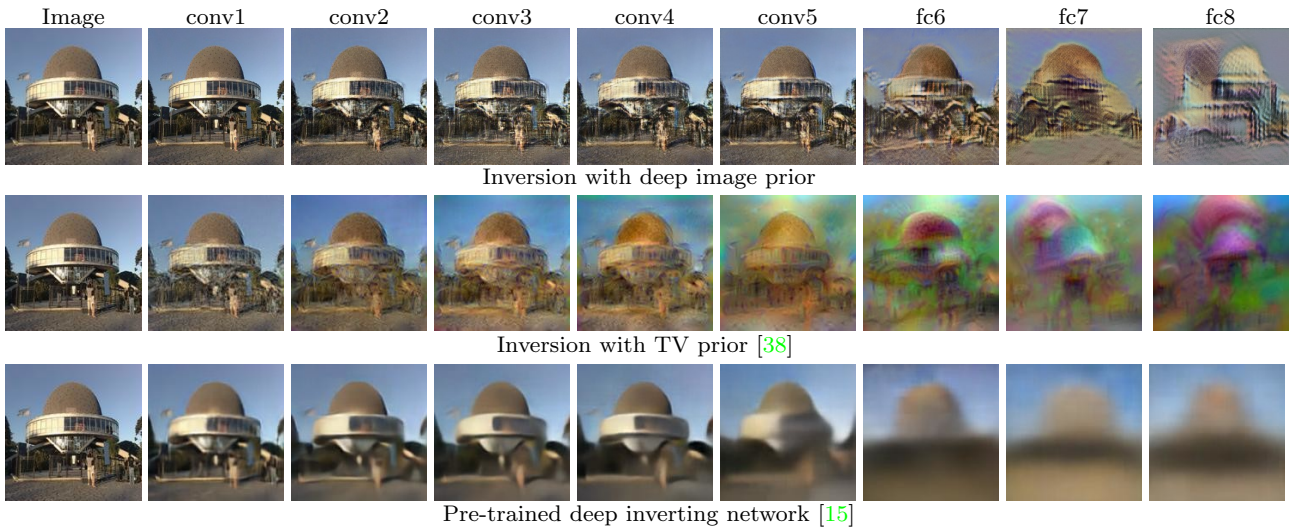 Image conv1 conv2 conv3 conv4 conv5 fc6 fc7 fc8
Inversion with deep image prior
Inversion with TV prior [38]
Pre-trained deep inverting network [15]